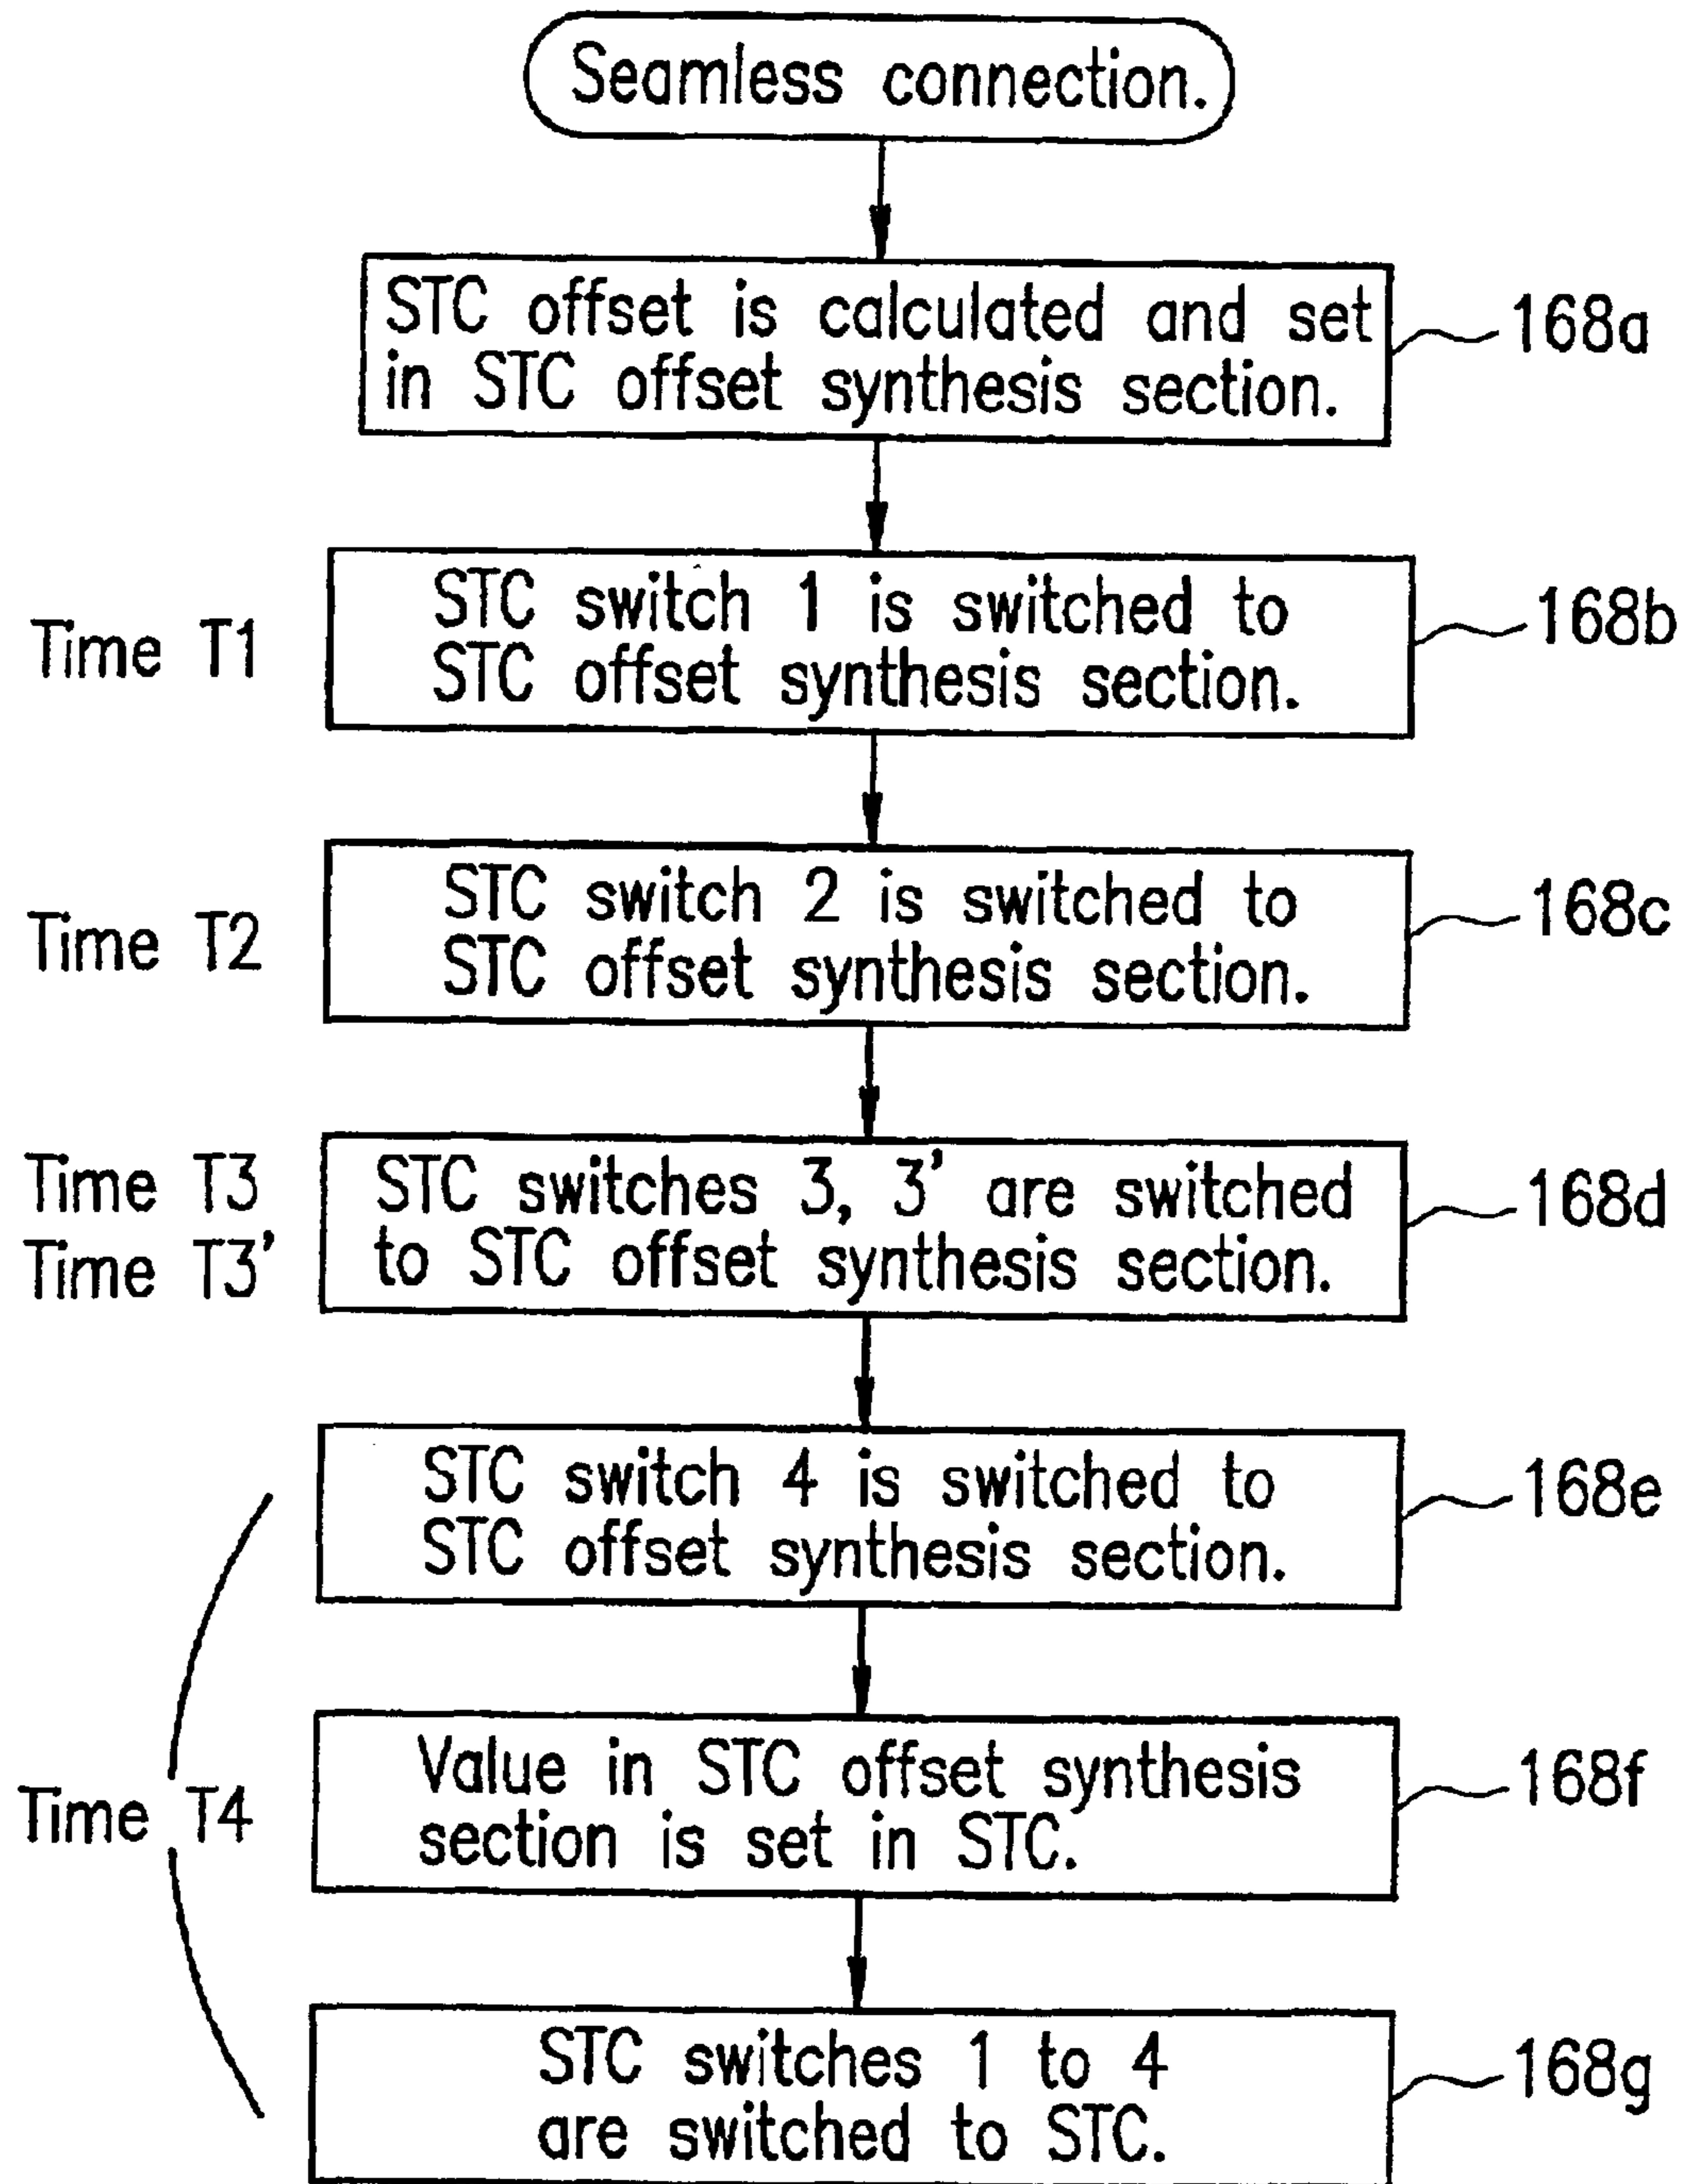 Seamless connection.
STC offset is calculated and set
in STC offset synthesis section.
168a
Time T1
STC switch 1 is switched to
STC offset synthesis section.
168b
Time T2
STC switch 2 is switched to
STC offset synthesis section.
168c
Time T3
Time T3'
STC switches 3, 3' are switched
to STC offset synthesis section.
168d
STC switch 4 is switched to
STC offset synthesis section.
168e
Time T4
Value in STC offset synthesis
section is set in STC.
168f
STC switches 1 to 4
are switched to STC.
168g